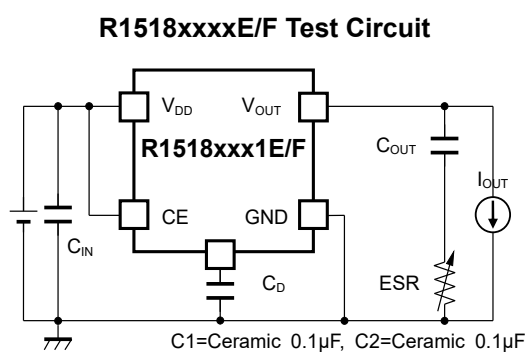 R1518xxxxE/F Test Circuit
VDD
VOUT
R1518xxx1E/F
COUT
IOUT
CE
GND
CIN
CD
ESR
C1=Ceramic 0.1μF, C2=Ceramic 0.1μF